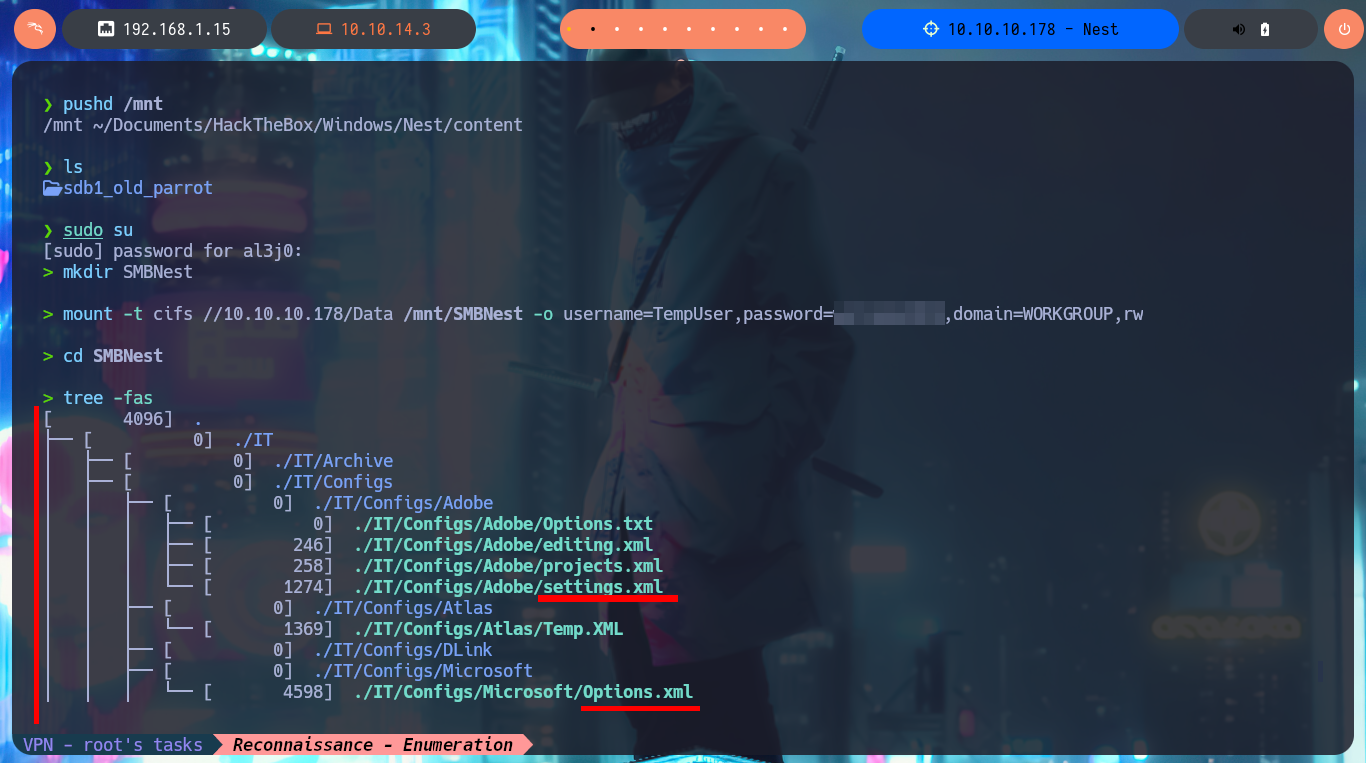 192.168.1.15 10.10.14.3 10.10.10.178 - Nest
❯ pushd /mnt
/mnt ~/Documents/HackTheBox/Windows/Nest/content
❯ ls
sdb1_old_parrot
❯ sudo su
[sudo] password for al3j0:
> mkdir SMBNest
> mount -t cifs //10.10.10.178/Data /mnt/SMBNest -o username=TempUser,password= ,domain=WORKGROUP,rw
> cd SMBNest
> tree -fas
[       4096]  .
├── [          0]  ./IT
│   ├── [          0]  ./IT/Archive
│   ├── [          0]  ./IT/Configs
│   │   ├── [          0]  ./IT/Configs/Adobe
│   │   │   ├── [          0]  ./IT/Configs/Adobe/Options.txt
│   │   │   ├── [        246]  ./IT/Configs/Adobe/editing.xml
│   │   │   ├── [        258]  ./IT/Configs/Adobe/projects.xml
│   │   │   └── [       1274]  ./IT/Configs/Adobe/settings.xml
│   │   ├── [          0]  ./IT/Configs/Atlas
│   │   │   └── [       1369]  ./IT/Configs/Atlas/Temp.XML
│   │   ├── [          0]  ./IT/Configs/DLink
│   │   ├── [          0]  ./IT/Configs/Microsoft
│   │   │   └── [       4598]  ./IT/Configs/Microsoft/Options.xml
VPN - root's tasks Reconnaissance - Enumeration